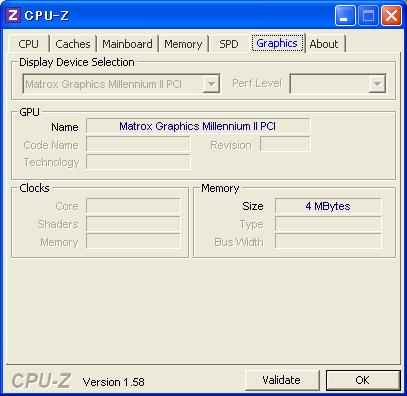 Z CPU-Z
CPU Caches Mainboard Memory SPD Graphics About
Display Device Selection
Matrox Graphics Millennium II PCI Perf Level
GPU
Name Matrox Graphics Millennium II PCI
Code Name Revision
Technology
Clocks
Core
Shaders
Memory
Memory
Size 4 MBytes
Type
Bus Width
CPU-Z Version 1.58 Validate OK